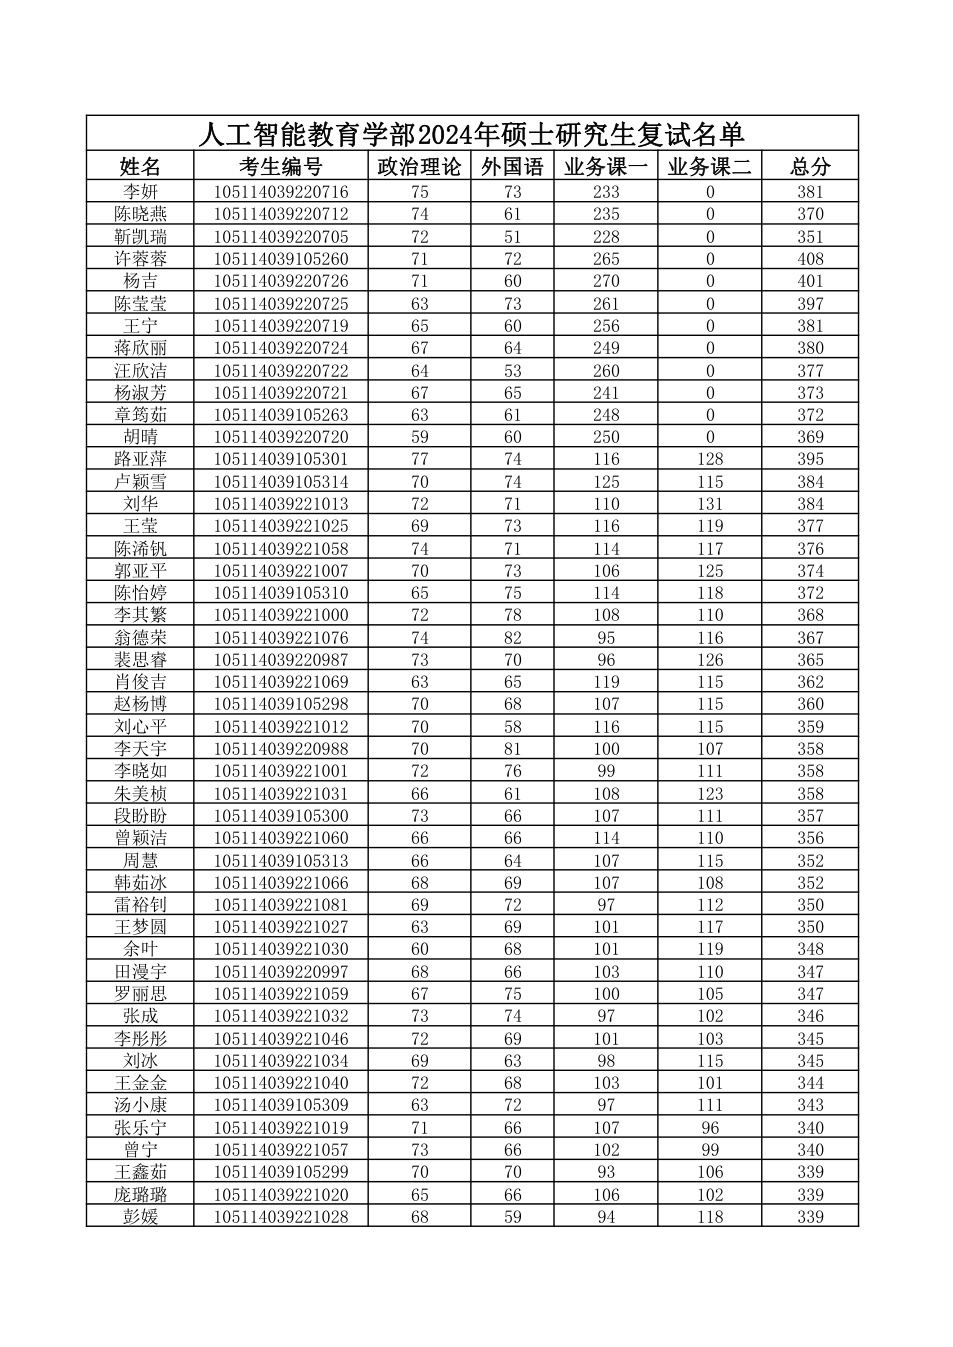 人工智能教育学部2024年硕士研究生复试名单
姓名 考生编号 政治理论 外国语 业务课一 业务课二 总分
李妍 105114039220716 75 73 233 0 381
陈晓燕 105114039220712 74 61 235 0 370
靳凯瑞 105114039220705 72 51 228 0 351
许蓉蓉 105114039105260 71 72 265 0 408
杨吉 105114039220726 71 60 270 0 401
陈莹莹 105114039220725 63 73 261 0 397
王宁 105114039220719 65 60 256 0 381
蒋欣丽 105114039220724 67 64 249 0 380
汪欣洁 105114039220722 64 53 260 0 377
杨淑芳 105114039220721 67 65 241 0 373
章筠茹 105114039105263 63 61 248 0 372
胡晴 105114039220720 59 60 250 0 369
路亚萍 105114039105301 77 74 116 128 395
卢颖雪 105114039105314 70 74 125 115 384
刘华 105114039221013 72 71 110 131 384
王莹 105114039221025 69 73 116 119 377
陈浠钒 105114039221058 74 71 114 117 376
郭亚平 105114039221007 70 73 106 125 374
陈怡婷 105114039105310 65 75 114 118 372
李其繁 105114039221000 72 78 108 110 368
翁德荣 105114039221076 74 82 95 116 367
裴思睿 105114039220987 73 70 96 126 365
肖俊吉 105114039221069 63 65 119 115 362
赵杨博 105114039105298 70 68 107 115 360
刘心平 105114039221012 70 58 116 115 359
李天宇 105114039220988 70 81 100 107 358
李晓如 105114039221001 72 76 99 111 358
朱美桢 105114039221031 66 61 108 123 358
段盼盼 105114039105300 73 66 107 111 357
曾颖洁 105114039221060 66 66 114 110 356
周慧 105114039105313 66 64 107 115 352
韩茹冰 105114039221066 68 69 107 108 352
雷裕钊 105114039221081 69 72 97 112 350
王梦圆 105114039221027 63 69 101 117 350
余叶 105114039221030 60 68 101 119 348
田漫宇 105114039220997 68 66 103 110 347
罗丽思 105114039221059 67 75 100 105 347
张成 105114039221032 73 74 97 102 346
李彤彤 105114039221046 72 69 101 103 345
刘冰 105114039221034 69 63 98 115 345
王金金 105114039221040 72 68 103 101 344
汤小康 105114039105309 63 72 97 111 343
张乐宁 105114039221019 71 66 107 96 340
曾宁 105114039221057 73 66 102 99 340
王鑫茹 105114039105299 70 70 93 106 339
庞璐璐 105114039221020 65 66 106 102 339
彭媛 105114039221028 68 59 94 118 339